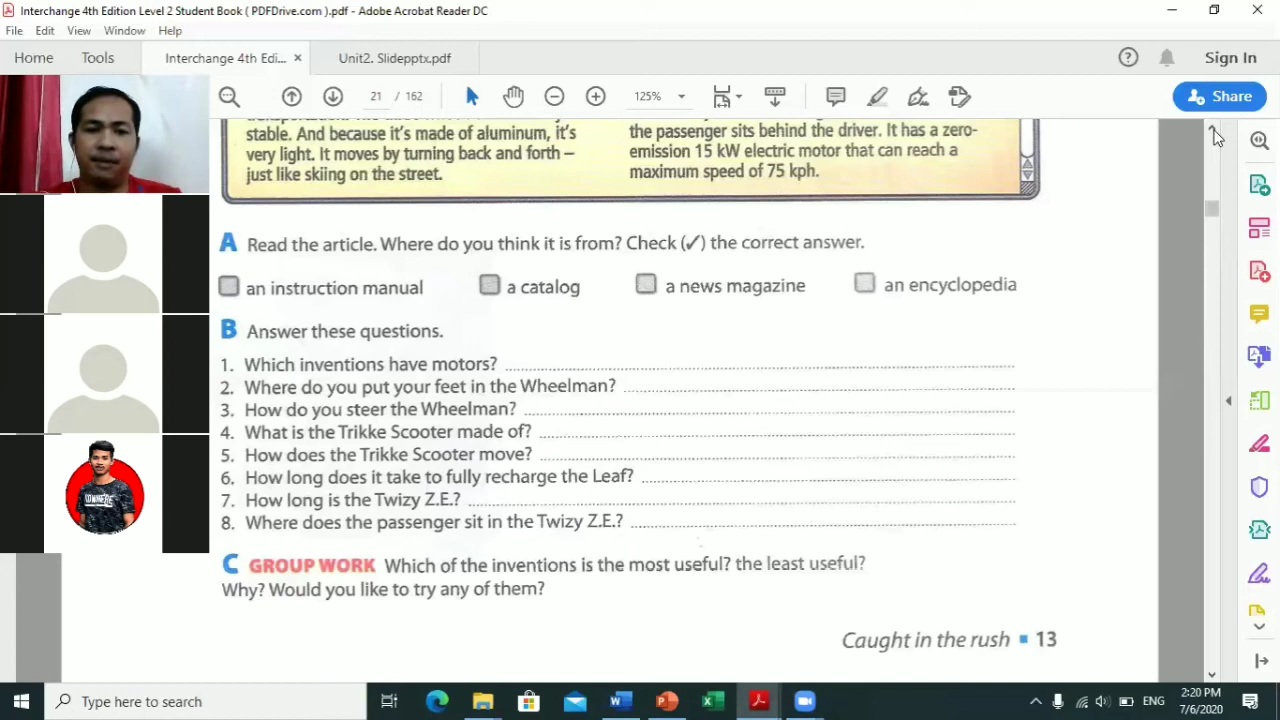 Interchange 4th Edition Level 2 Student Book ( PDFDrive.com ).pdf - Adobe Acrobat Reader DC
File Edit View Window Help
Home Tools Interchange 4th Edi... × Unit2. Slidepptx.pdf Sign In
21 / 162 125% Share
stable. And because it's made of aluminum, it's
very light. It moves by turning back and forth –
just like skiing on the street.
the passenger sits behind the driver. It has a zero-
emission 15 kW electric motor that can reach a
maximum speed of 75 kph.
A Read the article. Where do you think it is from? Check (✓) the correct answer.
an instruction manual a catalog a news magazine an encyclopedia
B Answer these questions.
1. Which inventions have motors?
2. Where do you put your feet in the Wheelman?
3. How do you steer the Wheelman?
4. What is the Trikke Scooter made of?
5. How does the Trikke Scooter move?
6. How long does it take to fully recharge the Leaf?
7. How long is the Twizy Z.E.?
8. Where does the passenger sit in the Twizy Z.E.?
C GROUP WORK Which of the inventions is the most useful? the least useful?
Why? Would you like to try any of them?
Caught in the rush ▪ 13
Type here to search
ENG
2:20 PM
7/6/2020